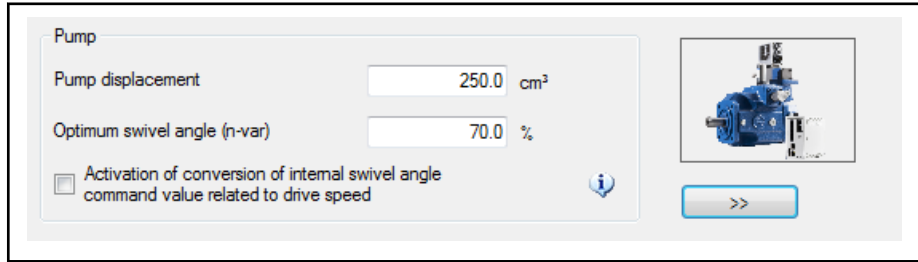 Pump
Pump displacement 250.0 cm³
Optimum swivel angle (n-var) 70.0 %
Activation of conversion of internal swivel angle
command value related to drive speed
>>